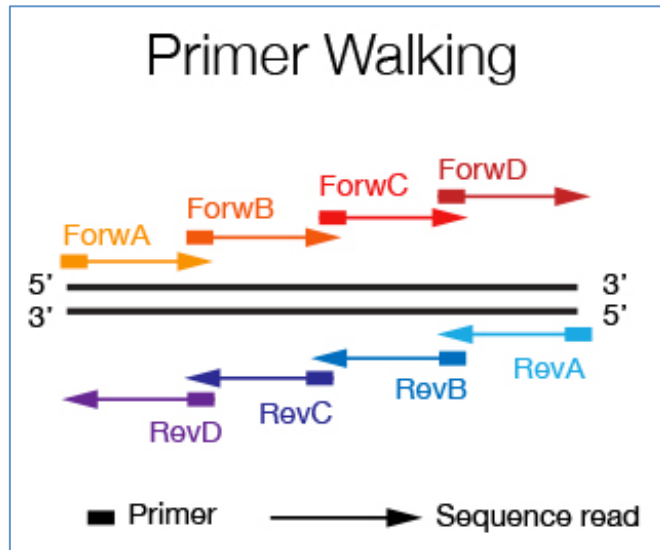 Primer Walking
ForwD
ForwC
ForwB
ForwA
5’ 3’
3’ 5’
RevA
RevB
RevC
RevD
Primer Sequence read